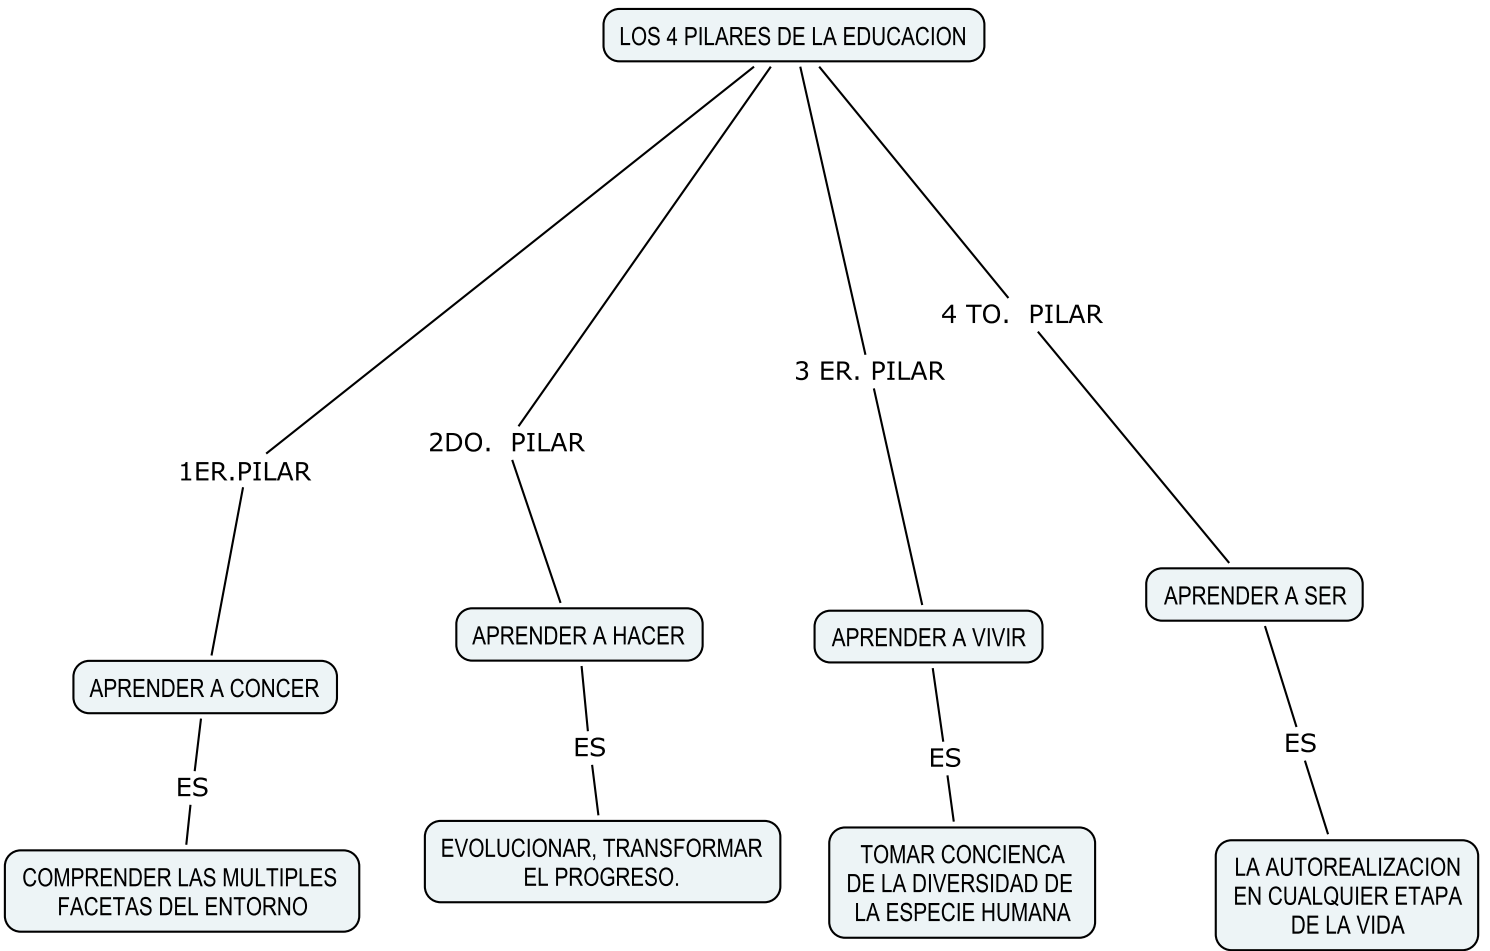 LOS 4 PILARES DE LA EDUCACION
4 TO. PILAR
3 ER. PILAR
2DO. PILAR
1ER.PILAR
APRENDER A SER
APRENDER A HACER
APRENDER A VIVIR
APRENDER A CONCER
ES
ES
ES
ES
COMPRENDER LAS MULTIPLES
FACETAS DEL ENTORNO
EVOLUCIONAR, TRANSFORMAR
EL PROGRESO.
TOMAR CONCIENCA
DE LA DIVERSIDAD DE
LA ESPECIE HUMANA
LA AUTOREALIZACION
EN CUALQUIER ETAPA
DE LA VIDA